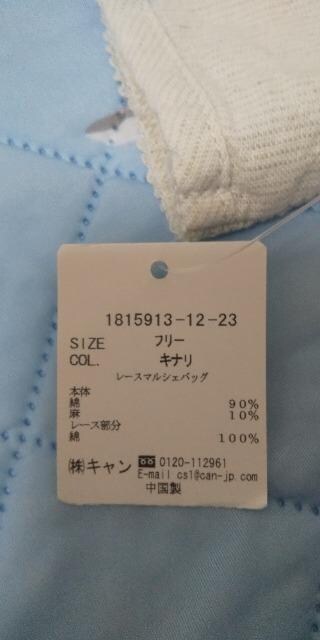 1815913-12-23
SIZE フリー
COL. キナリ
レースマルシェバッグ
本体
綿 90%
麻 10%
レース部分
綿 100%
㈱キャン 0120-112961
E-mail cs1@can-jp.com
中国製